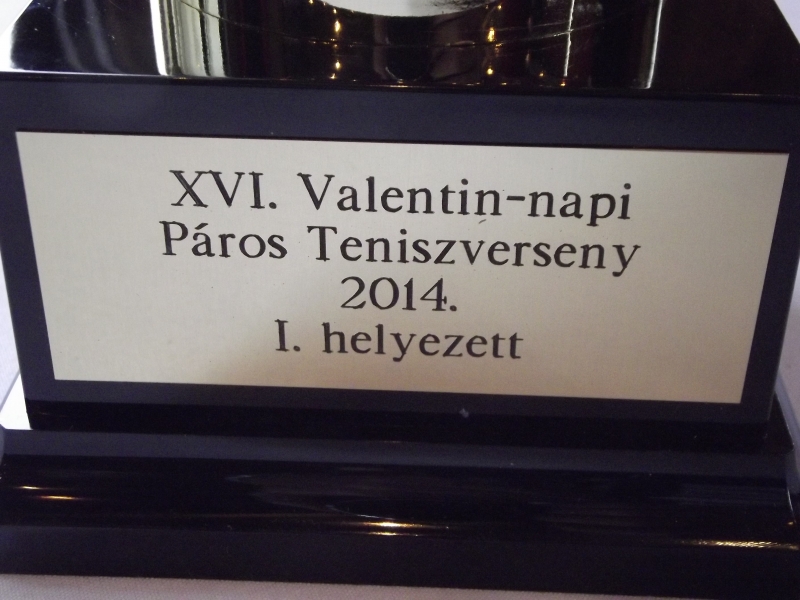 XVI. Valentin-napi
Páros Teniszverseny
2014.
I. helyezett